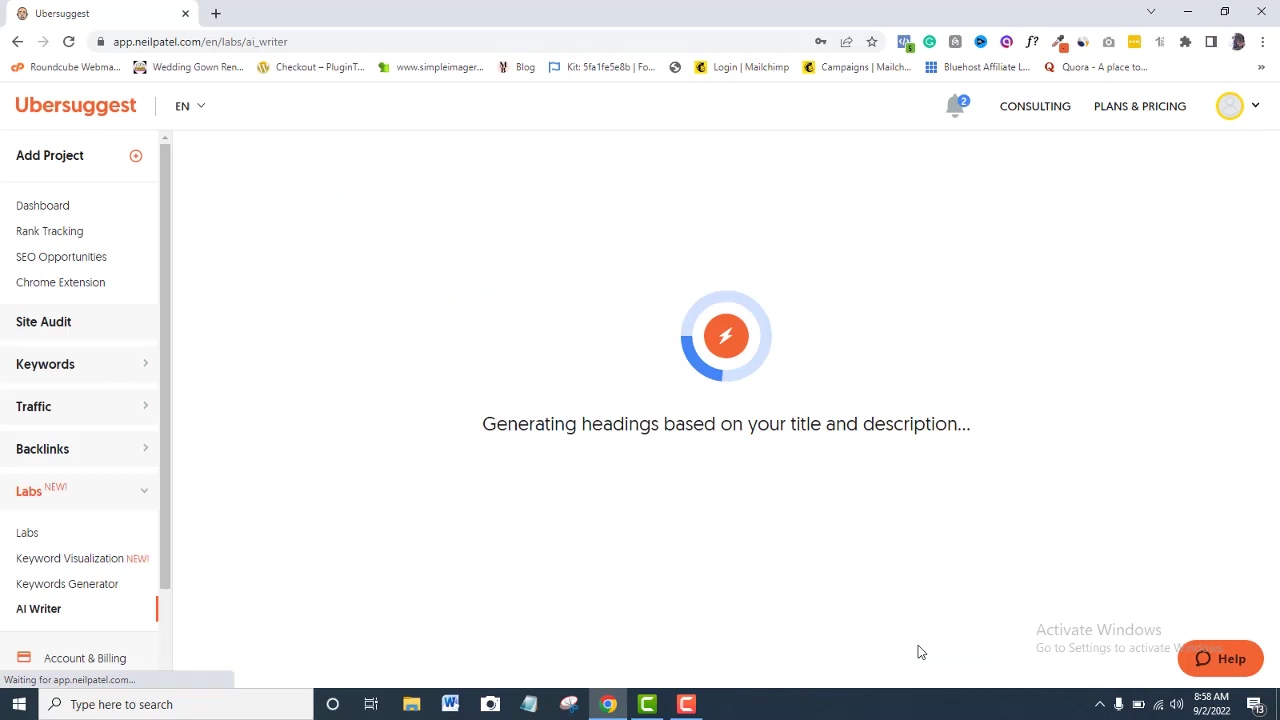 Ubersuggest
app.neilpatel.com/en/labs/ai_writer
Roundcube Webma...
Wedding Gown Ren...
Checkout – PluginT...
www.simpleimager...
Blog
Kit: 5fa1fe5e8b | Fo...
Login | Mailchimp
Campaigns | Mailch...
Bluehost Affiliate L...
Quora - A place to...
»
Ubersuggest
EN
2
CONSULTING
PLANS & PRICING
Add Project
Dashboard
Rank Tracking
SEO Opportunities
Chrome Extension
Site Audit
Keywords
Traffic
Backlinks
Labs NEW!
Labs
Keyword Visualization NEW!
Keywords Generator
AI Writer
Account & Billing
Generating headings based on your title and description...
Activate Windows
Go to Settings to activate Windows.
Help
Waiting for app.neilpatel.com...
Type here to search
8:58 AM
9/2/2022
13